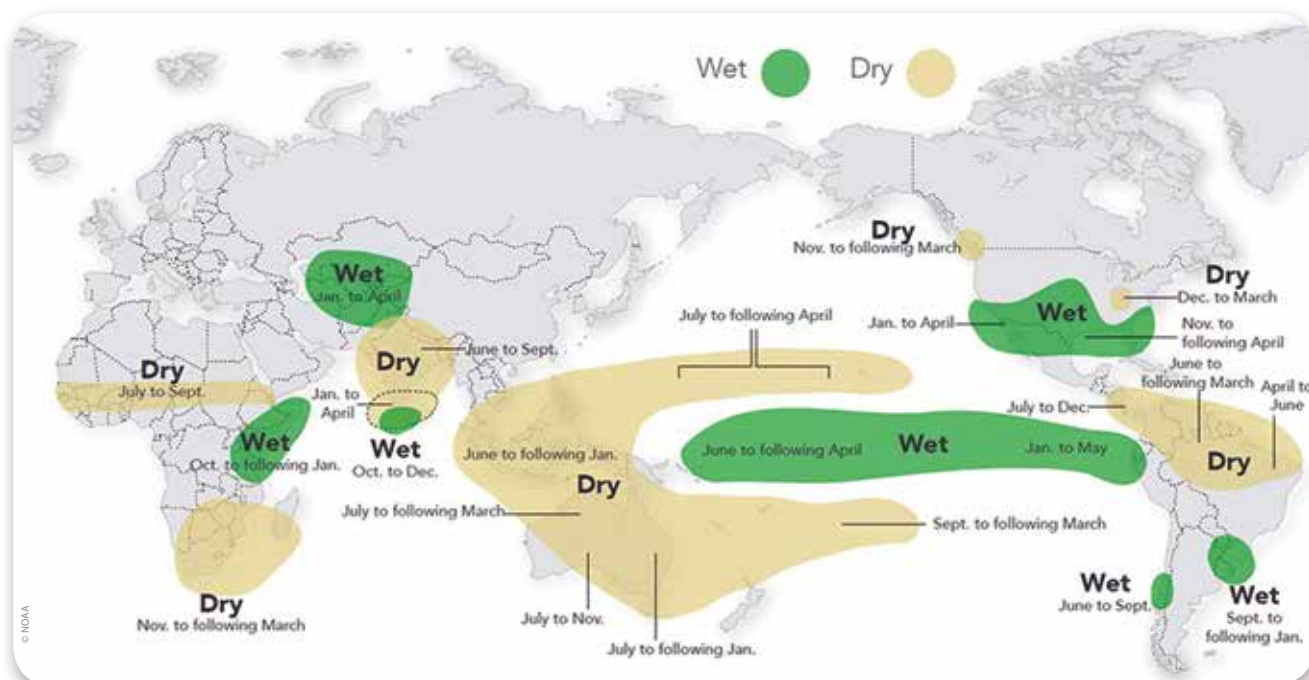 Wet
Dry
Dry
Nov. to following March
Wet
Jan. to April
Dry
Dec. to March
July to following April
Jan. to April
Wet
Nov. to
following April
June to Sept.
Dry
Dry
July to Sept.
Jan. to
April
June to
following March
April to
June
July to Dec.
Wet
Oct. to following Jan.
Wet
Oct. to Dec.
June to following Jan.
Dry
June to following April
Wet
Jan. to May
Dry
July to following March
Sept. to following March
Dry
Nov. to following March
July to Nov.
July to following Jan.
Wet
June to Sept.
Wet
Sept. to
following Jan.
© NOAA